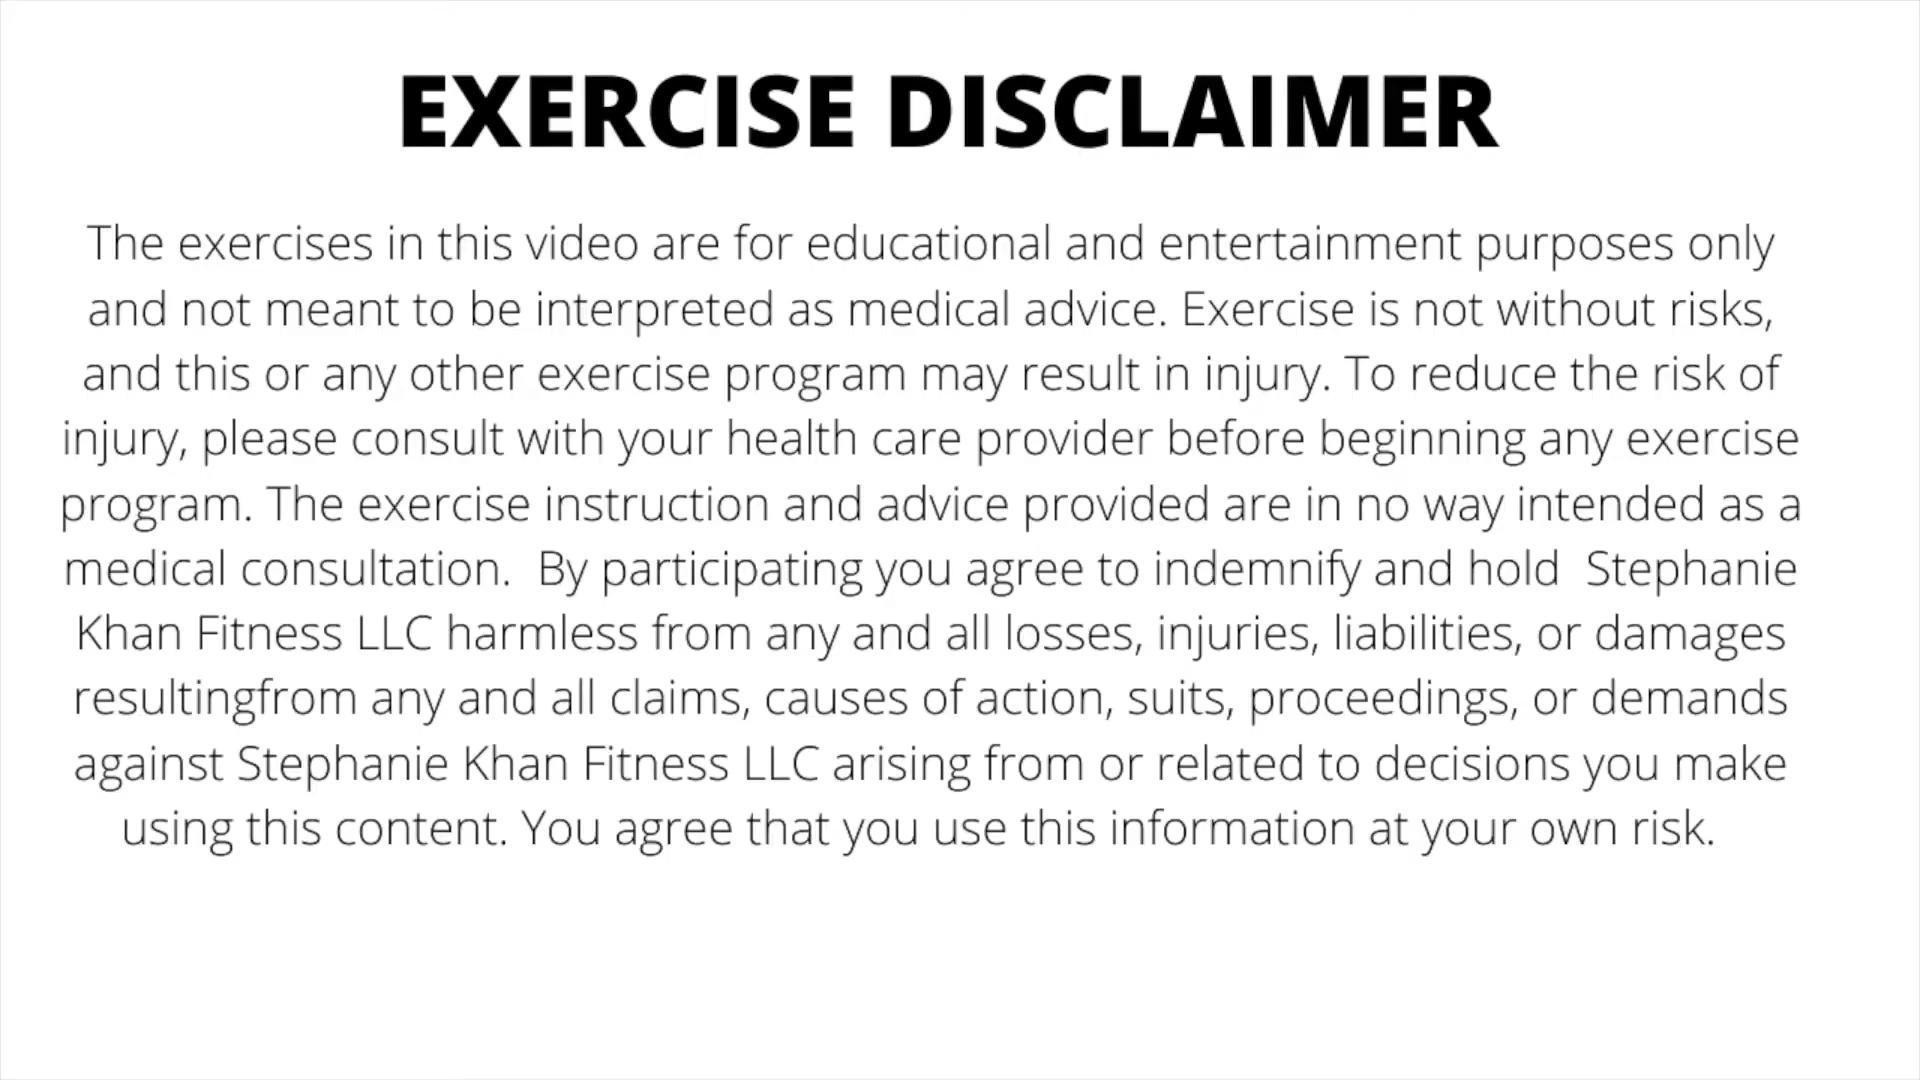 EXERCISE DISCLAIMER
The exercises in this video are for educational and entertainment purposes only
and not meant to be interpreted as medical advice. Exercise is not without risks,
and this or any other exercise program may result in injury. To reduce the risk of
injury, please consult with your health care provider before beginning any exercise
program. The exercise instruction and advice provided are in no way intended as a
medical consultation.  By participating you agree to indemnify and hold  Stephanie
Khan Fitness LLC harmless from any and all losses, injuries, liabilities, or damages
resultingfrom any and all claims, causes of action, suits, proceedings, or demands
against Stephanie Khan Fitness LLC arising from or related to decisions you make
using this content. You agree that you use this information at your own risk.